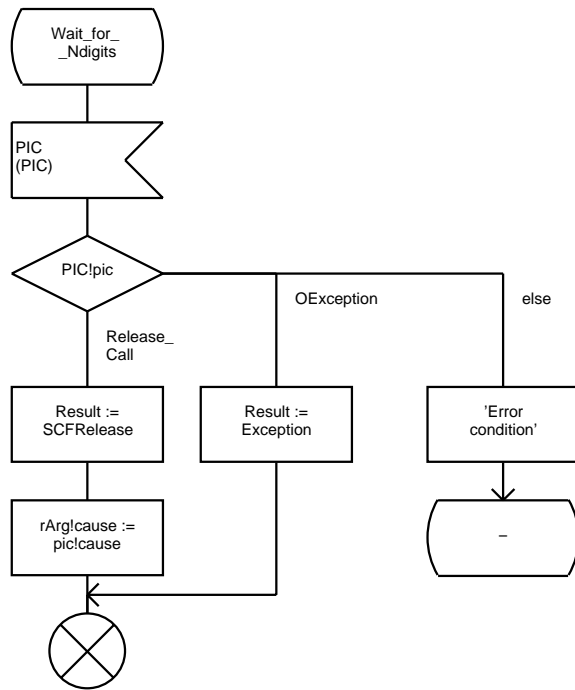 Wait_for_
_Ndigits
PIC
(PIC)
PIC!pic
OException
else
Release_
Call
Result :=
SCFRelease
Result :=
Exception
'Error
condition'
rArg!cause :=
pic!cause
–